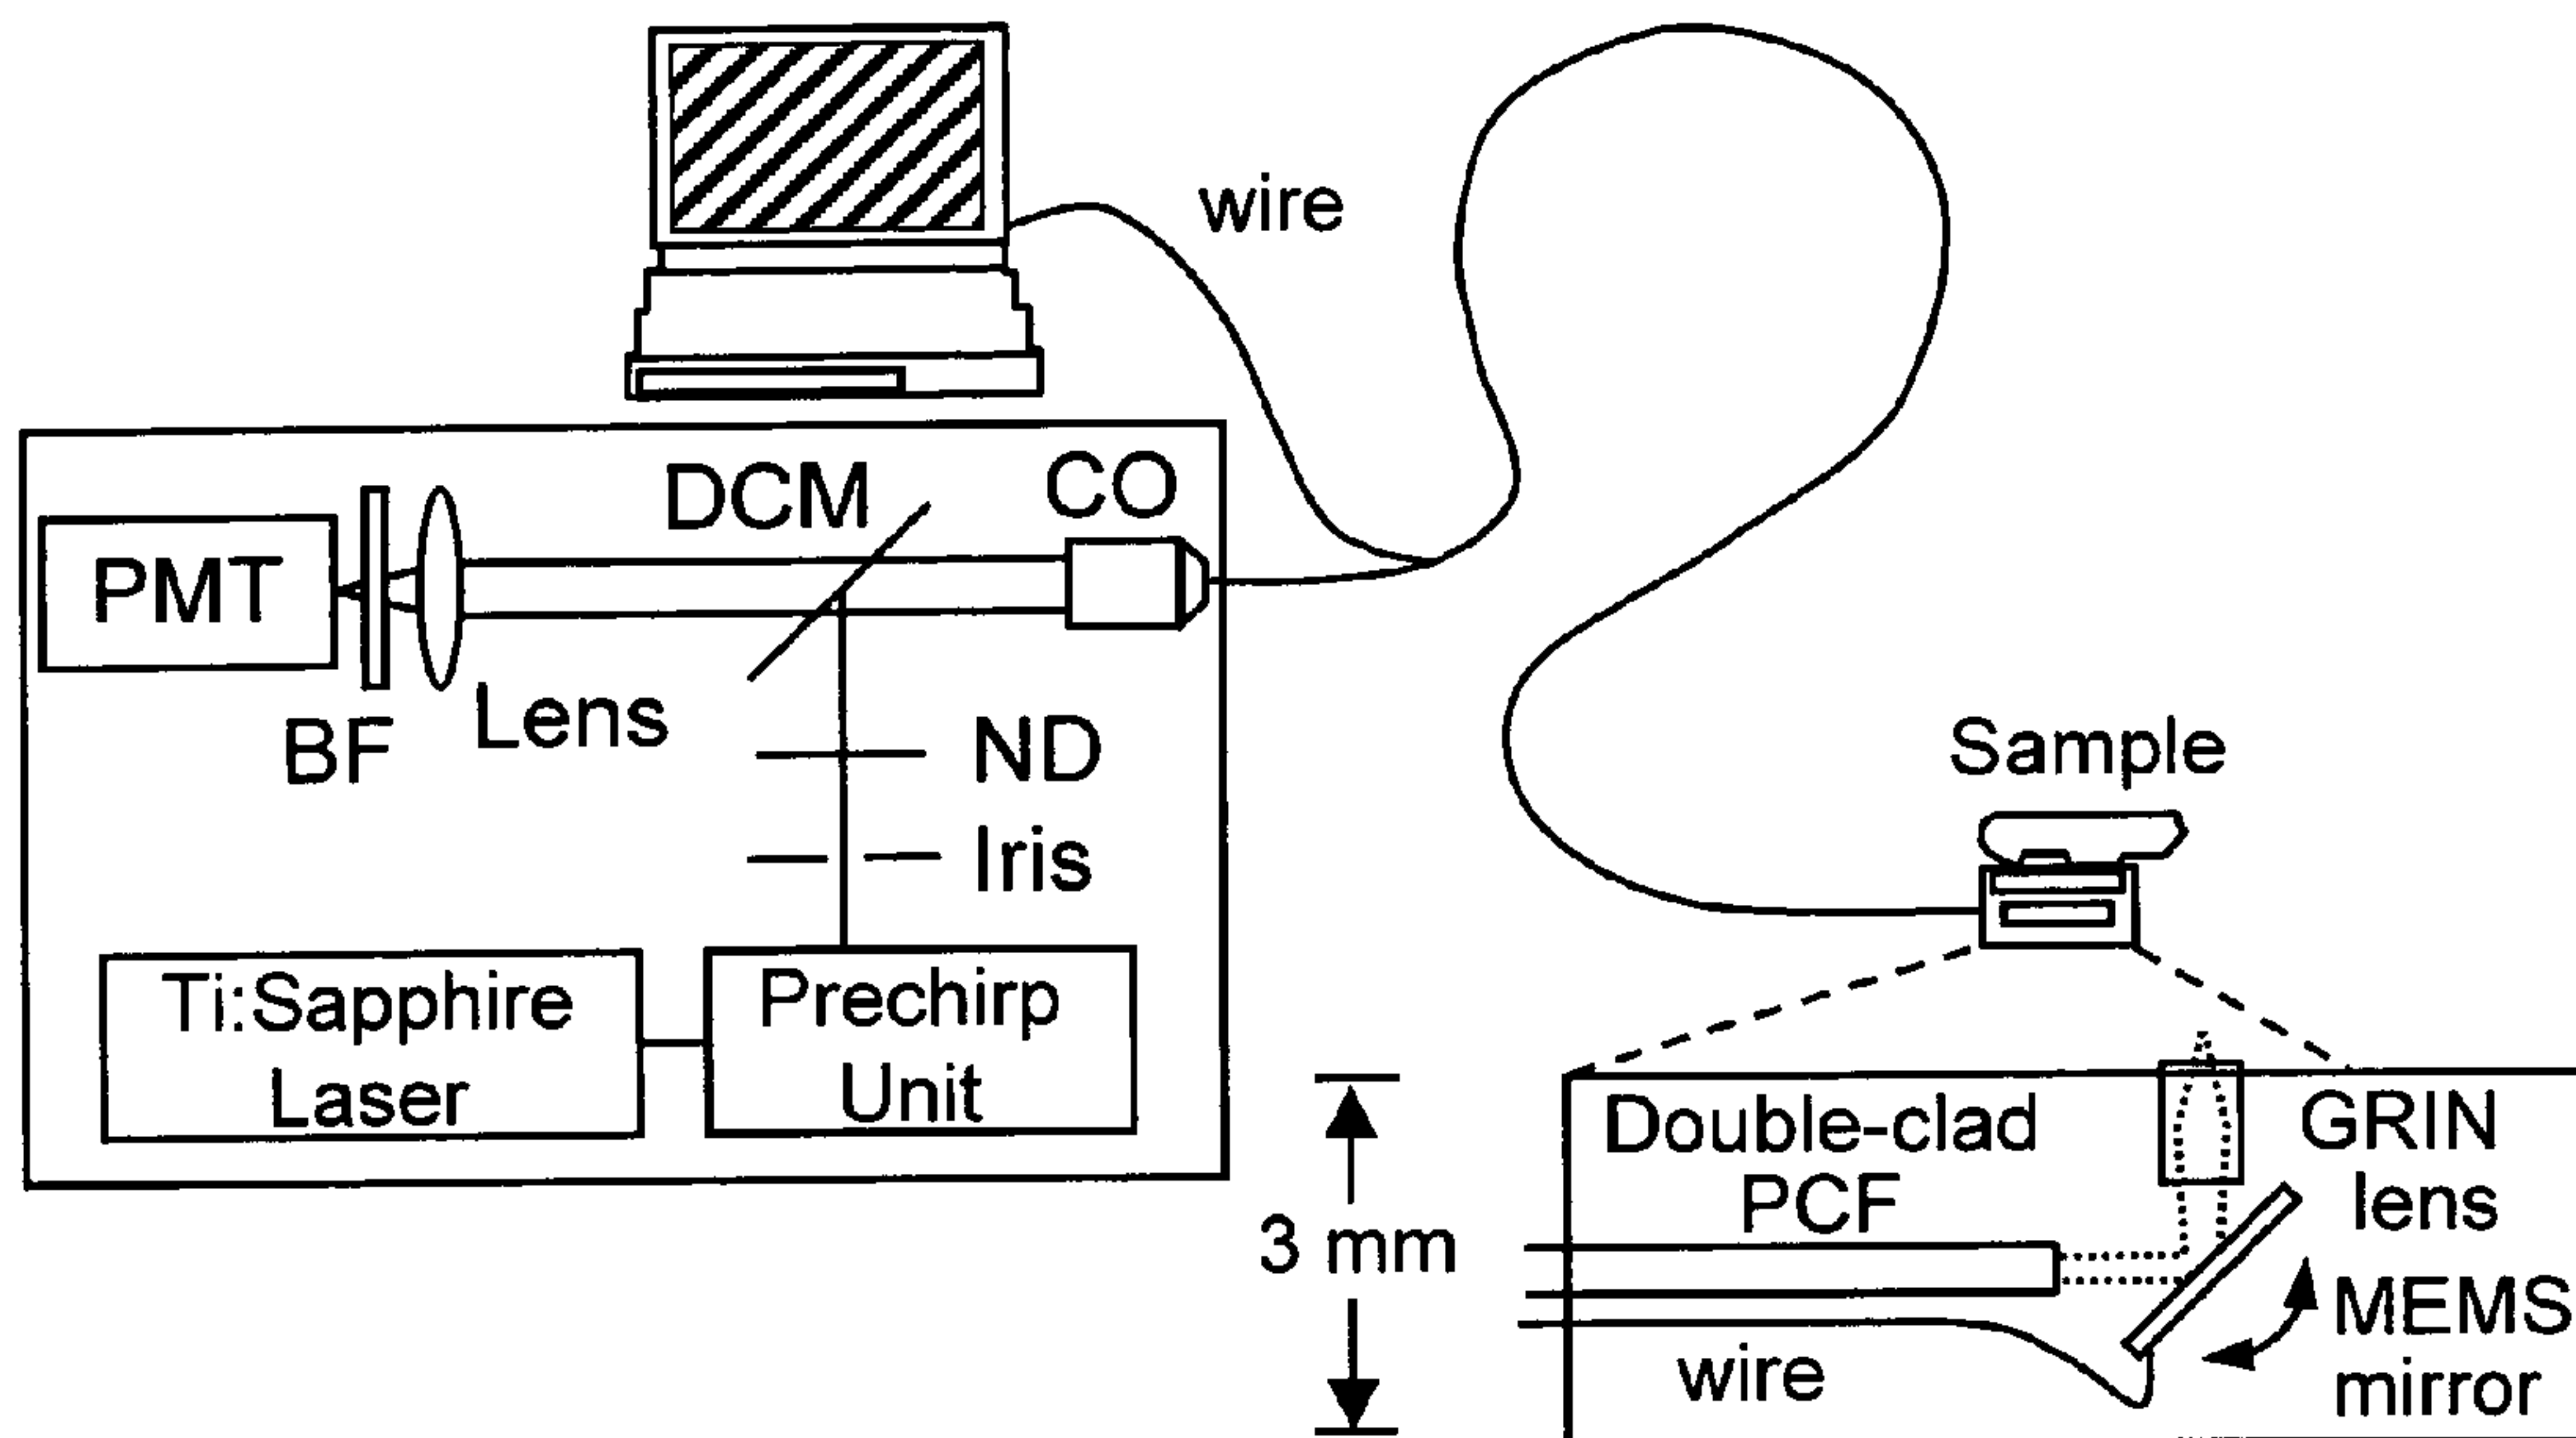 wire
DCM
CO
PMT
BF
Lens
ND
Iris
Ti:Sapphire
Laser
Prechirp
Unit
Sample
3 mm
Double-clad
PCF
GRIN
lens
MEMS
mirror
wire